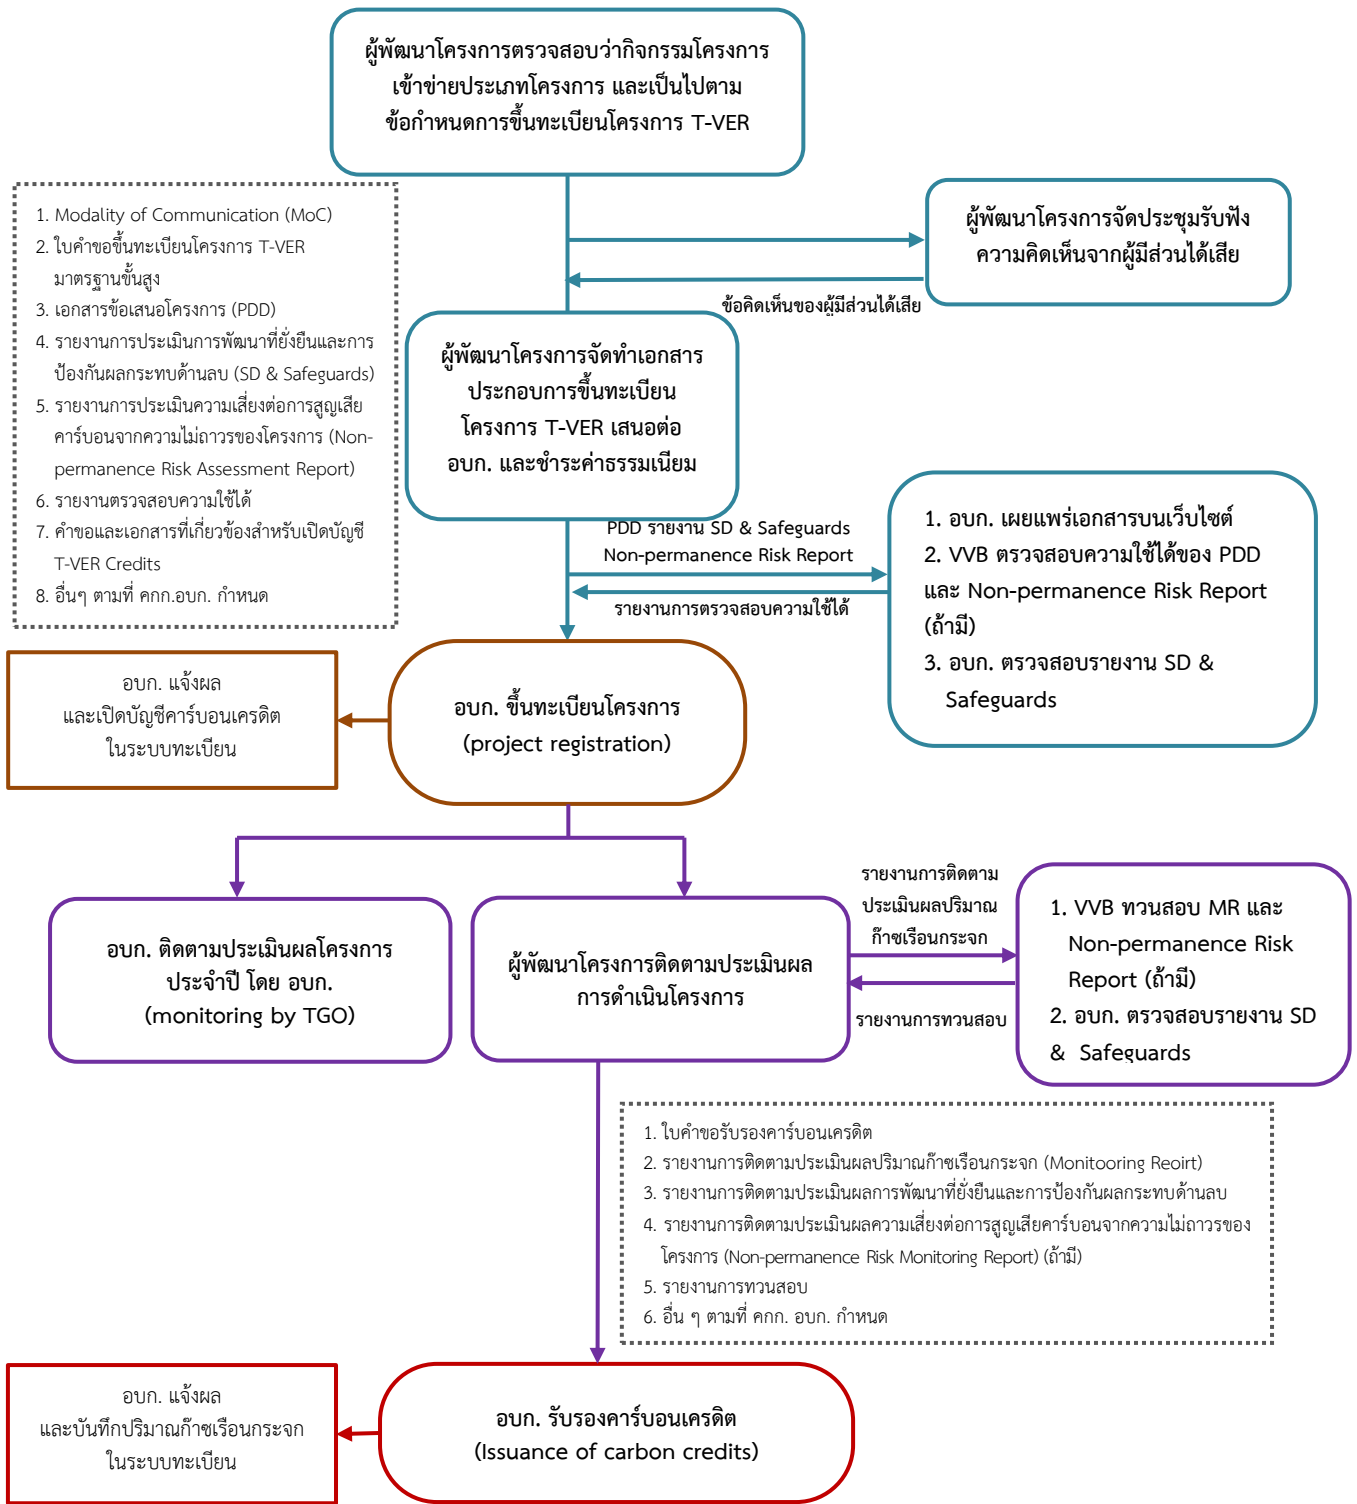 ผู้พัฒนาโครงการตรวจสอบว่ากิจกรรมโครงการ
เข้าข่ายประเภทโครงการ และเป็นไปตาม
ข้อกำหนดการขึ้นทะเบียนโครงการ T-VER
1. Modality of Communication (MoC)
2. ใบคำขอขึ้นทะเบียนโครงการ T-VER
มาตรฐานขั้นสูง
3. เอกสารข้อเสนอโครงการ (PDD)
4. รายงานการประเมินการพัฒนาที่ยั่งยืนและการ
ป้องกันผลกระทบด้านลบ (SD & Safeguards)
5. รายงานการประเมินความเสี่ยงต่อการสูญเสีย
คาร์บอนจากความไม่ถาวรของโครงการ (Non-
permanence Risk Assessment Report)
6. รายงานตรวจสอบความใช้ได้
7. คำขอและเอกสารที่เกี่ยวข้องสำหรับเปิดบัญชี
T-VER Credits
8. อื่นๆ ตามที่ คกก.อบก. กำหนด
ผู้พัฒนาโครงการจัดประชุมรับฟัง
ความคิดเห็นจากผู้มีส่วนได้เสีย
ข้อคิดเห็นของผู้มีส่วนได้เสีย
ผู้พัฒนาโครงการจัดทำเอกสาร
ประกอบการขึ้นทะเบียน
โครงการ T-VER เสนอต่อ
อบก. และชำระค่าธรรมเนียม
PDD รายงาน SD & Safeguards
Non-permanence Risk Report
รายงานการตรวจสอบความใช้ได้
1. อบก. เผยแพร่เอกสารบนเว็บไซต์
2. VVB ตรวจสอบความใช้ได้ของ PDD
และ Non-permanence Risk Report
(ถ้ามี)
3. อบก. ตรวจสอบรายงาน SD &
Safeguards
อบก. แจ้งผล
และเปิดบัญชีคาร์บอนเครดิต
ในระบบทะเบียน
อบก. ขึ้นทะเบียนโครงการ
(project registration)
อบก. ติดตามประเมินผลโครงการ
ประจำปี โดย อบก.
(monitoring by TGO)
ผู้พัฒนาโครงการติดตามประเมินผล
การดำเนินโครงการ
รายงานการติดตาม
ประเมินผลปริมาณ
ก๊าซเรือนกระจก
รายงานการทวนสอบ
1. VVB ทวนสอบ MR และ
Non-permanence Risk
Report (ถ้ามี)
2. อบก. ตรวจสอบรายงาน SD
& Safeguards
1. ใบคำขอรับรองคาร์บอนเครดิต
2. รายงานการติดตามประเมินผลปริมาณก๊าซเรือนกระจก (Monitooring Reoirt)
3. รายงานการติดตามประเมินผลการพัฒนาที่ยั่งยืนและการป้องกันผลกระทบด้านลบ
4. รายงานการติดตามประเมินผลความเสี่ยงต่อการสูญเสียคาร์บอนจากความไม่ถาวรของ
โครงการ (Non-permanence Risk Monitoring Report) (ถ้ามี)
5. รายงานการทวนสอบ
6. อื่น ๆ ตามที่ คกก. อบก. กำหนด
อบก. แจ้งผล
และบันทึกปริมาณก๊าซเรือนกระจก
ในระบบทะเบียน
อบก. รับรองคาร์บอนเครดิต
(Issuance of carbon credits)